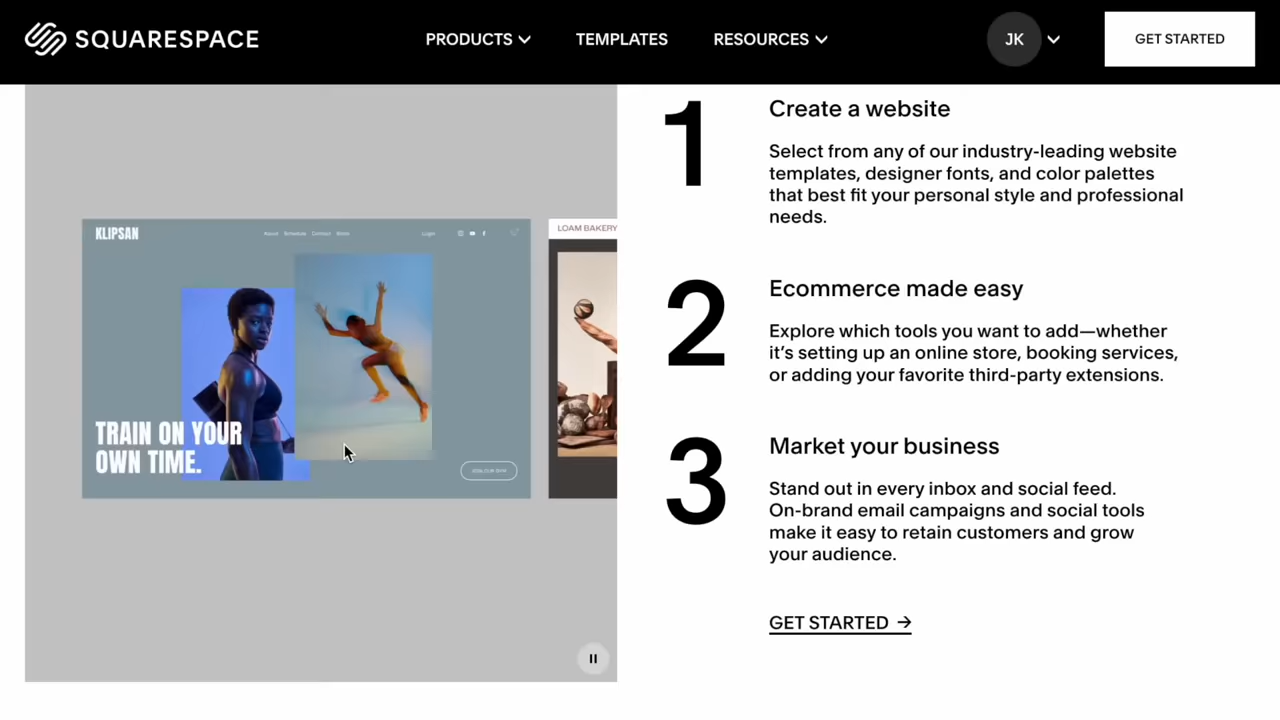 SQUARESPACE
PRODUCTS
TEMPLATES
RESOURCES
JK
GET STARTED
KLIPSAN
About Schedule Contact Store
Login
TRAIN ON YOUR
OWN TIME.
LOAM BAKERY
1
Create a website
Select from any of our industry-leading website
templates, designer fonts, and color palettes
that best fit your personal style and professional
needs.
2
Ecommerce made easy
Explore which tools you want to add—whether
it’s setting up an online store, booking services,
or adding your favorite third-party extensions.
3
Market your business
Stand out in every inbox and social feed.
On-brand email campaigns and social tools
make it easy to retain customers and grow
your audience.
GET STARTED →